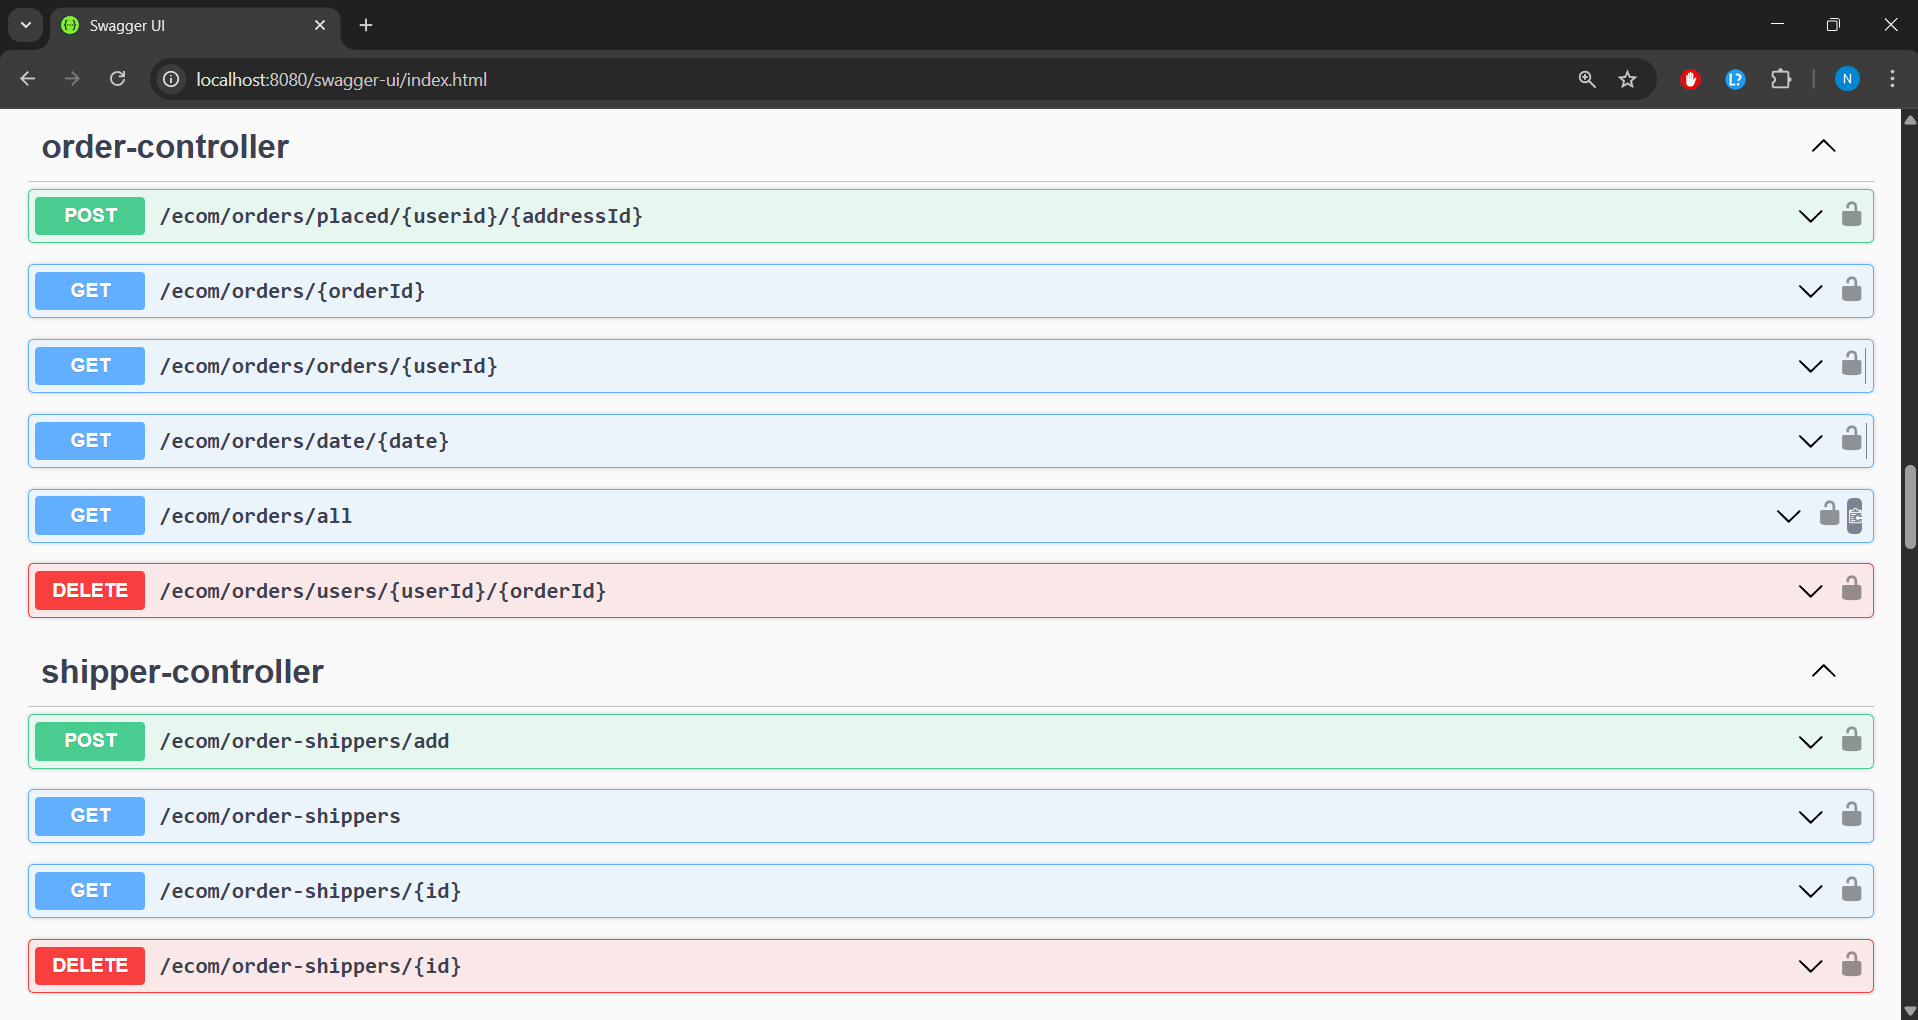 Swagger UI
localhost:8080/swagger-ui/index.html
L?
N
order-controller
POST /ecom/orders/placed/{userid}/{addressId}
GET /ecom/orders/{orderId}
GET /ecom/orders/orders/{userId}
GET /ecom/orders/date/{date}
GET /ecom/orders/all
DELETE /ecom/orders/users/{userId}/{orderId}
shipper-controller
POST /ecom/order-shippers/add
GET /ecom/order-shippers
GET /ecom/order-shippers/{id}
DELETE /ecom/order-shippers/{id}